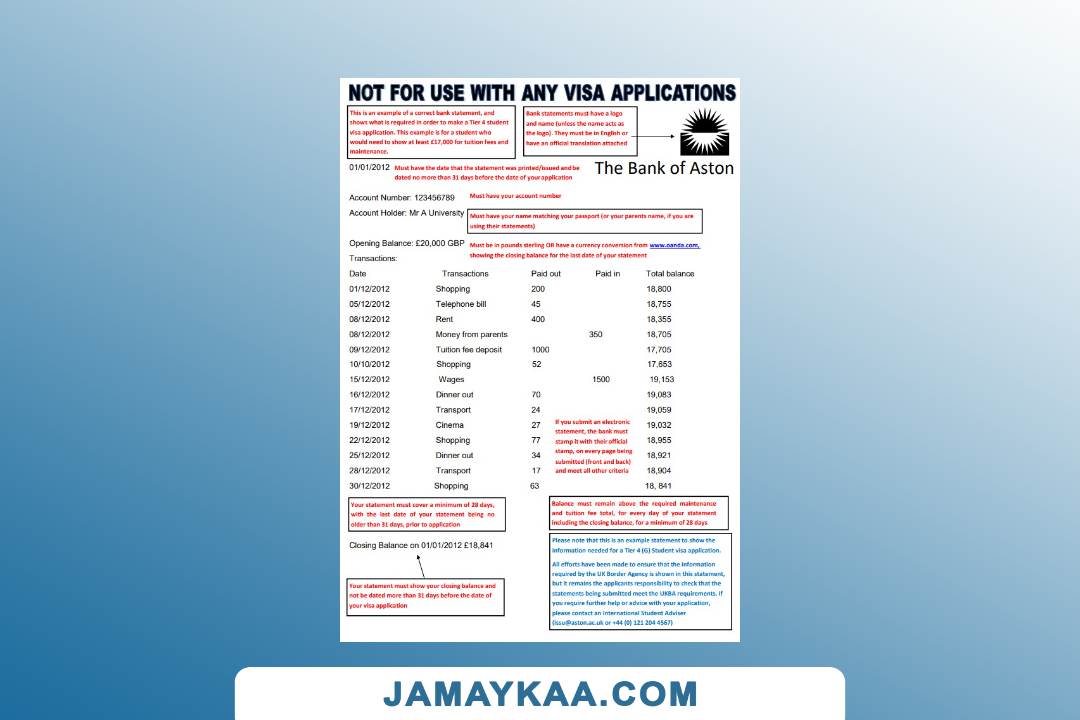 NOT FOR USE WITH ANY VISA APPLICATIONS
This is an example of a correct bank statement, and
shows what is required in order to make a Tier 4 student
visa application. This example is for a student who
would need to show at least £17,000 for tuition fees and
maintenance.
Bank statements must have a logo
and name (unless the name acts as
the logo). They must be in English or
have an official translation attached
The Bank of Aston
01/01/2012 Must have the date that the statement was printed/issued and be
dated no more than 31 days before the date of your application
Account Number: 123456789 Must have your account number
Account Holder: Mr A University
Must have your name matching your passport (or your parents name, if you are
using their statements)
Opening Balance: £20,000 GBP
Must be in pounds sterling OR have a currency conversion from www.oanda.com,
showing the closing balance for the last date of your statement
Transactions:
Date Transactions Paid out Paid in Total balance
01/12/2012 Shopping 200 18,800
05/12/2012 Telephone bill 45 18,755
08/12/2012 Rent 400 18,355
08/12/2012 Money from parents 350 18,705
09/12/2012 Tuition fee deposit 1000 17,705
10/10/2012 Shopping 52 17,653
15/12/2012 Wages 1500 19,153
16/12/2012 Dinner out 70 19,083
17/12/2012 Transport 24 19,059
19/12/2012 Cinema 27 19,032
22/12/2012 Shopping 77 18,955
25/12/2012 Dinner out 34 18,921
28/12/2012 Transport 17 18,904
30/12/2012 Shopping 63 18, 841
If you submit an electronic
statement, the bank must
stamp it with their official
stamp, on every page being
submitted (front and back)
and meet all other criteria
Your statement must cover a minimum of 28 days,
with the last date of your statement being no
older than 31 days, prior to application
Balance must remain above the required maintenance
and tuition fee total, for every day of your statement
including the closing balance, for a minimum of 28 days
Closing Balance on 01/01/2012 £18,841
Your statement must show your closing balance and
not be dated more than 31 days before the date of
your visa application
Please note that this is an example statement to show the
information needed for a Tier 4 (G) Student visa application.
All efforts have been made to ensure that the information
required by the UK Border Agency is shown in this statement,
but it remains the applicants responsibility to check that the
statements being submitted meet the UKBA requirements. If
you require further help or advice with your application,
please contact an International Student Adviser
(issu@aston.ac.uk or +44 (0) 121 204 4567)
JAMAYKAA.COM